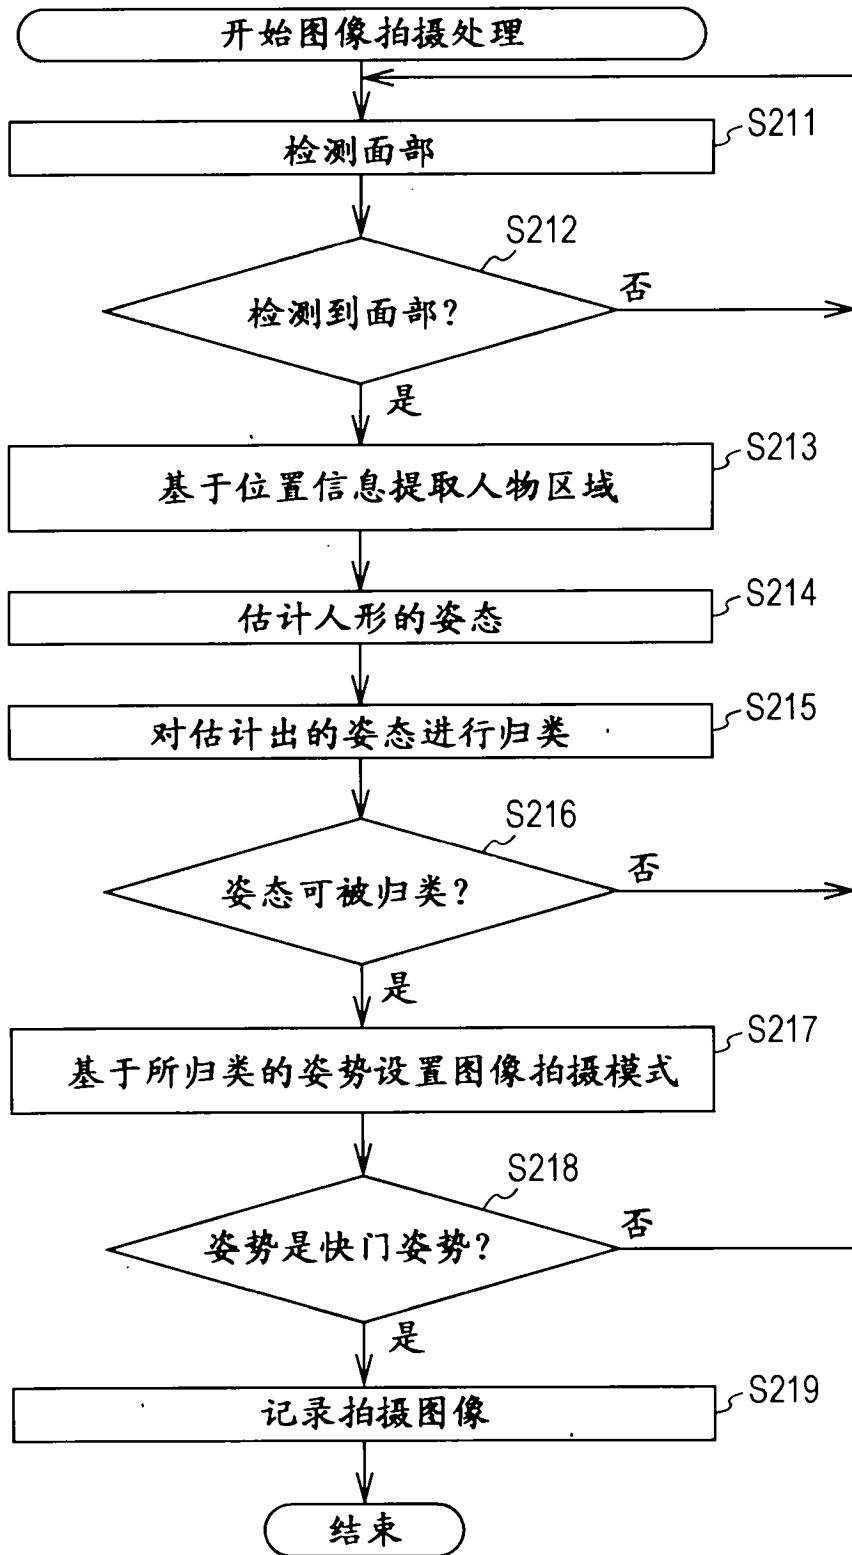 开始图像拍摄处理
S211
检测面部
S212
检测到面部?
否
是
S213
基于位置信息提取人物区域
S214
估计人形的姿态
S215
对估计出的姿态进行归类
S216
姿态可被归类?
否
是
S217
基于所归类的姿势设置图像拍摄模式
S218
姿势是快门姿势?
否
是
S219
记录拍摄图像
结束